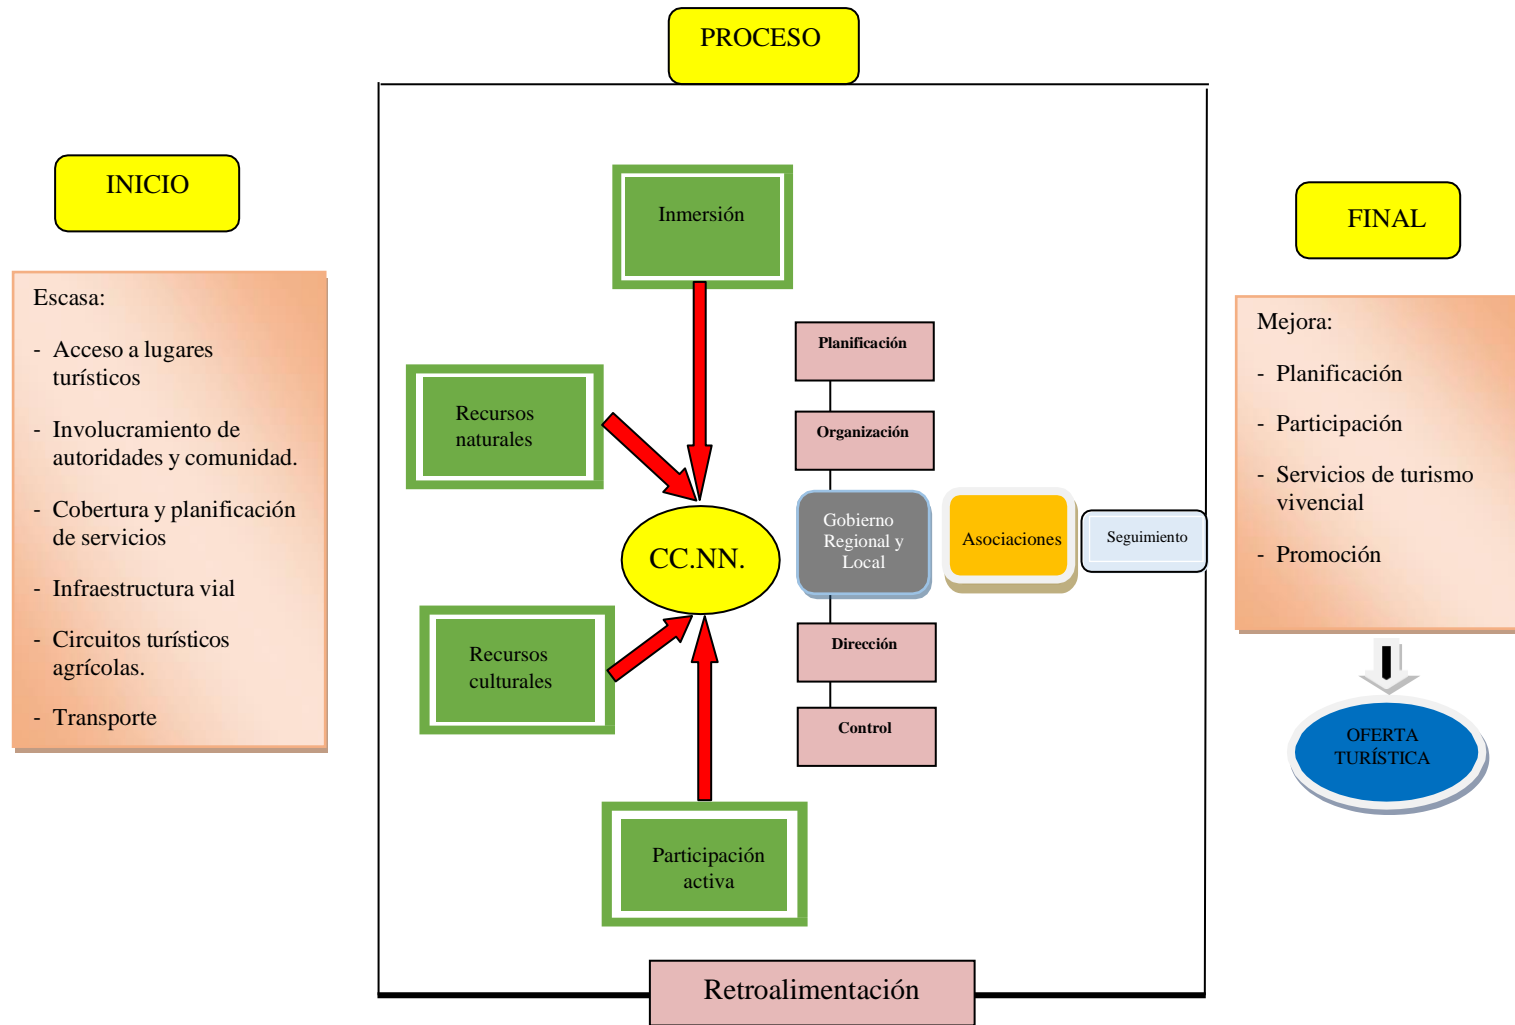 PROCESO
INICIO
Escasa:
- Acceso a lugares
turísticos
- Involucramiento de
autoridades y comunidad.
- Cobertura y planificación
de servicios
- Infraestructura vial
- Circuitos turísticos
agrícolas.
- Transporte
Inmersión
Recursos
naturales
Recursos
culturales
Participación
activa
CC.NN.
Planificación
Organización
Gobierno
Regional y
Local
Dirección
Control
Asociaciones
Seguimiento
Retroalimentación
FINAL
Mejora:
- Planificación
- Participación
- Servicios de turismo
vivencial
- Promoción
OFERTA
TURÍSTICA